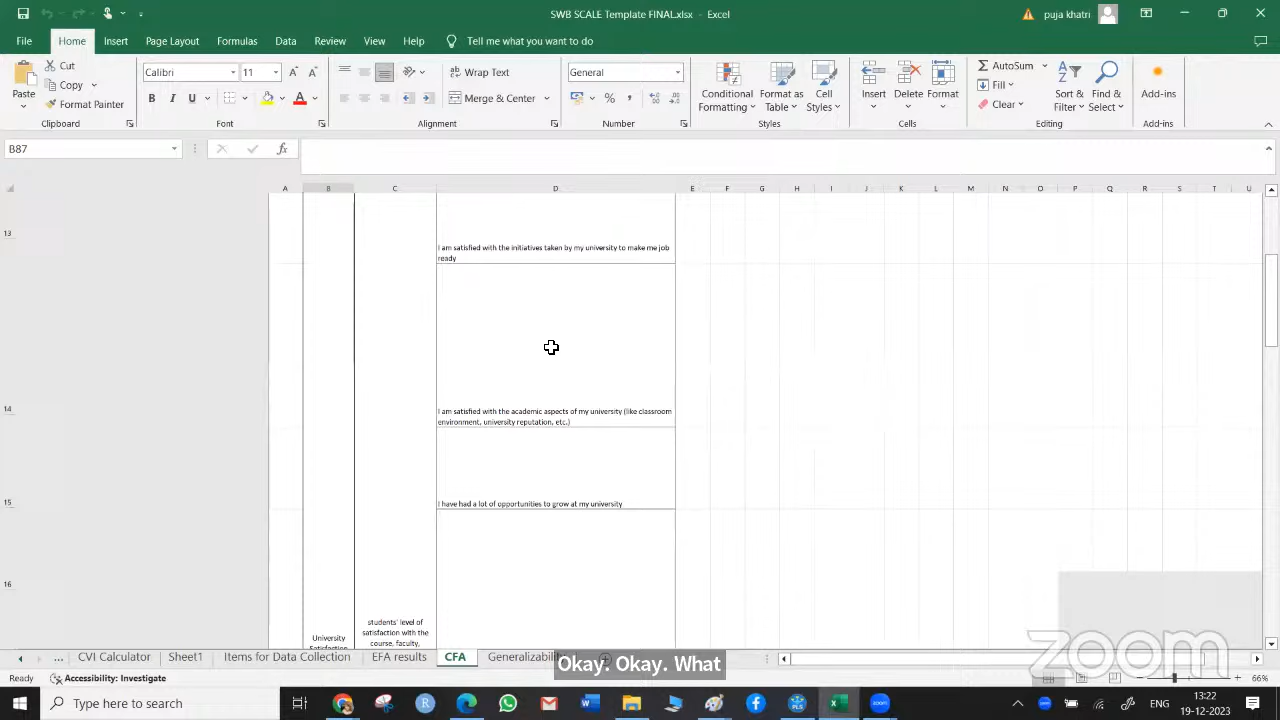 SWB SCALE Template FINAL.xlsx - Excel
puja khatri
File Home Insert Page Layout Formulas Data Review View Help Tell me what you want to do
Paste
Cut
Copy
Format Painter
Clipboard
Calibri 11
B I U A
Font
Wrap Text
Merge & Center
Alignment
General
%
Number
Conditional Formatting
Format as Table
Cell Styles
Styles
Insert Delete Format
Cells
AutoSum
Fill
Clear
Sort & Filter
Find & Select
Editing
Add-ins
Add-ins
B87
fx
A B C D E F G H I J K L M N O P Q R S T U
13
I am satisfied with the initiatives taken by my university to make me job
ready
14
I am satisfied with the academic aspects of my university (like classroom
environment, university reputation, etc.)
15
I have had a lot of opportunities to grow at my university
16
University
students' level of
satisfaction with the
course, faculty,
zoom
... CVI Calculator Sheet1 Items for Data Collection EFA results CFA
Okay. Okay. What
Ready Accessibility: Investigate
66%
Type here to search
ENG
13:22
19-12-2023